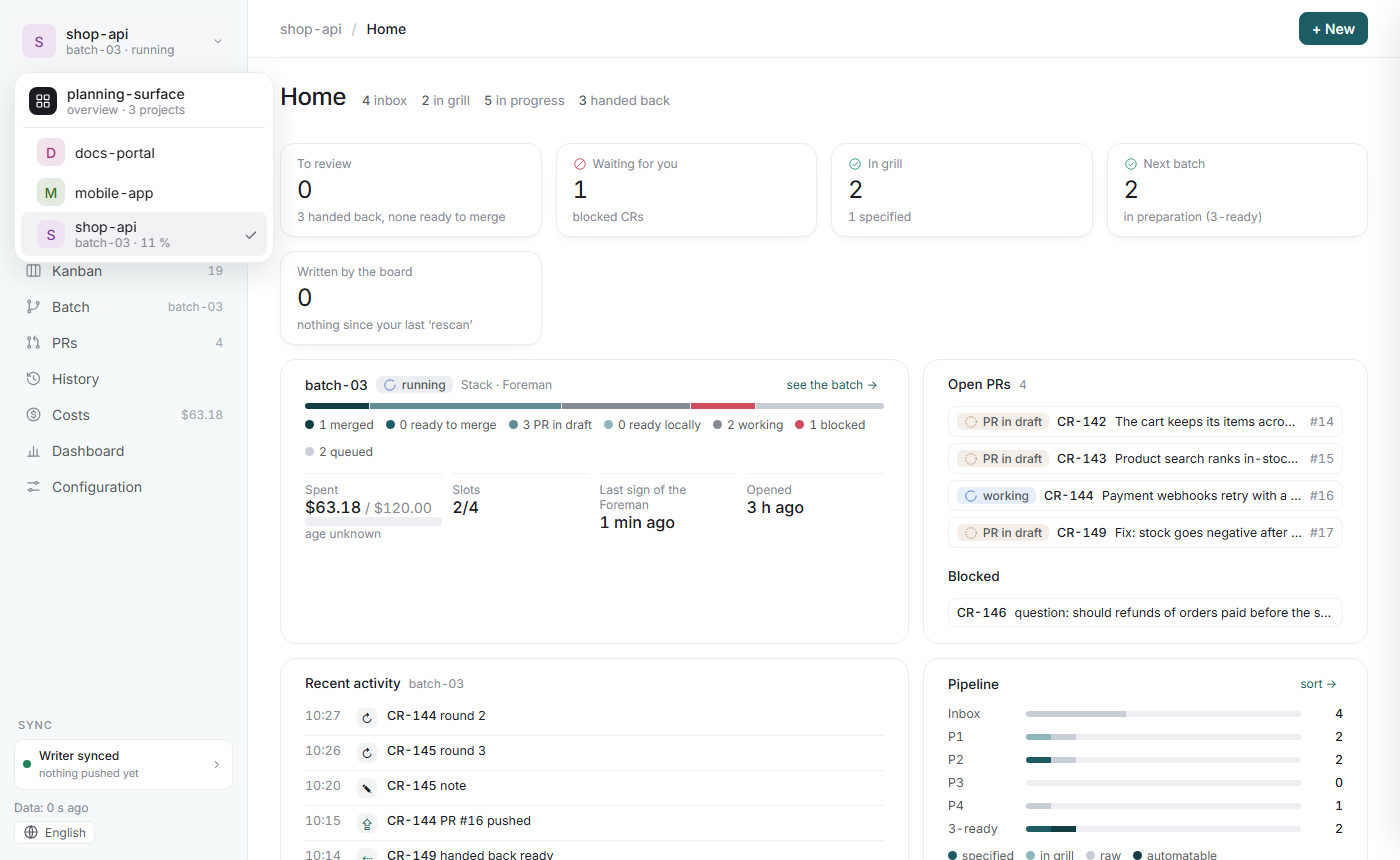 shop-api
batch-03 · running
planning-surface
overview · 3 projects
D docs-portal
M mobile-app
S shop-api
batch-03 · 11 %
Kanban 19
Batch batch-03
PRs 4
History
Costs $63.18
Dashboard
Configuration
SYNC
Writer synced
nothing pushed yet
Data: 0 s ago
English
shop-api / Home
+ New
Home 4 inbox 2 in grill 5 in progress 3 handed back
To review
0
3 handed back, none ready to merge
Waiting for you
1
blocked CRs
In grill
2
1 specified
Next batch
2
in preparation (3-ready)
Written by the board
0
nothing since your last ‘rescan’
batch-03 running Stack · Foreman see the batch →
1 merged 0 ready to merge 3 PR in draft 0 ready locally 2 working 1 blocked
2 queued
Spent
$63.18 / $120.00
age unknown
Slots
2/4
Last sign of the
Foreman
1 min ago
Opened
3 h ago
Open PRs 4
PR in draft CR-142 The cart keeps its items acro... #14
PR in draft CR-143 Product search ranks in-stoc... #15
working CR-144 Payment webhooks retry with a ... #16
PR in draft CR-149 Fix: stock goes negative after ... #17
Blocked
CR-146 question: should refunds of orders paid before the s...
Recent activity batch-03
10:27 CR-144 round 2
10:26 CR-145 round 3
10:20 CR-145 note
10:15 CR-144 PR #16 pushed
10:14 CR-149 handed back ready
Pipeline sort →
Inbox 4
P1 2
P2 2
P3 0
P4 1
3-ready 2
specified in grill raw automatable